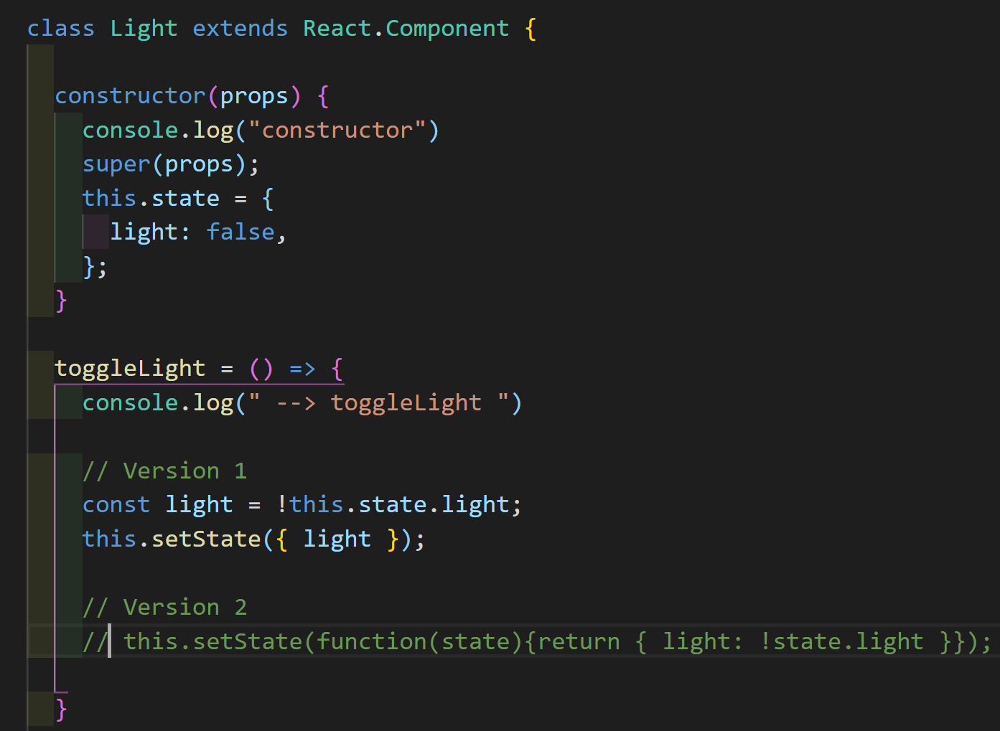 class Light extends React.Component {
constructor(props) {
console.log("constructor")
super(props);
this.state = {
light: false,
};
}
toggleLight = () => {
console.log(" --> toggleLight ")
// Version 1
const light = !this.state.light;
this.setState({ light });
// Version 2
// this.setState(function(state){return { light: !state.light }});
}